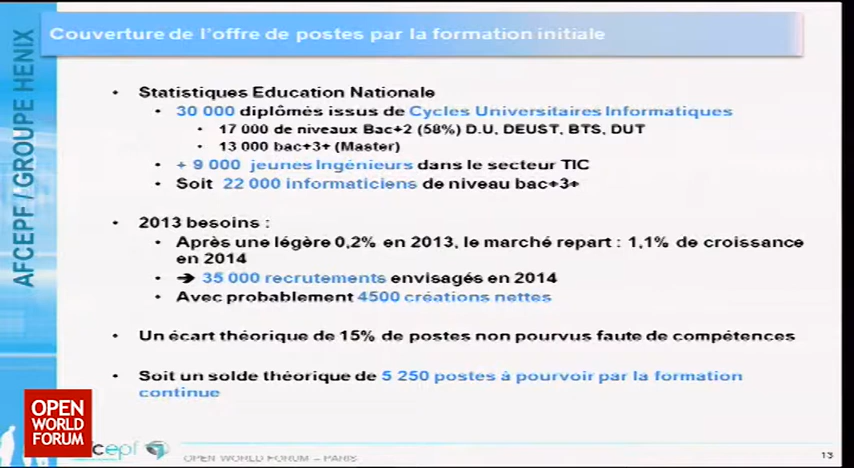 Couverture de l'offre de postes par la formation initiale
AFCEPF / GROUPE HENIX
• Statistiques Education Nationale
• 30 000 diplômés issus de Cycles Universitaires Informatiques
• 17 000 de niveaux Bac+2 (58%) D.U, DEUST, BTS, DUT
• 13 000 bac+3+ (Master)
• + 9 000 jeunes Ingénieurs dans le secteur TIC
• Soit 22 000 informaticiens de niveau bac+3+
• 2013 besoins :
• Après une légère 0,2% en 2013, le marché repart : 1,1% de croissance
en 2014
• ➔ 35 000 recrutements envisagés en 2014
• Avec probablement 4500 créations nettes
• Un écart théorique de 15% de postes non pourvus faute de compétences
• Soit un solde théorique de 5 250 postes à pourvoir par la formation
continue
OPEN
WORLD
FORUM
cepf
OPEN WORLD FORUM – PARIS
13